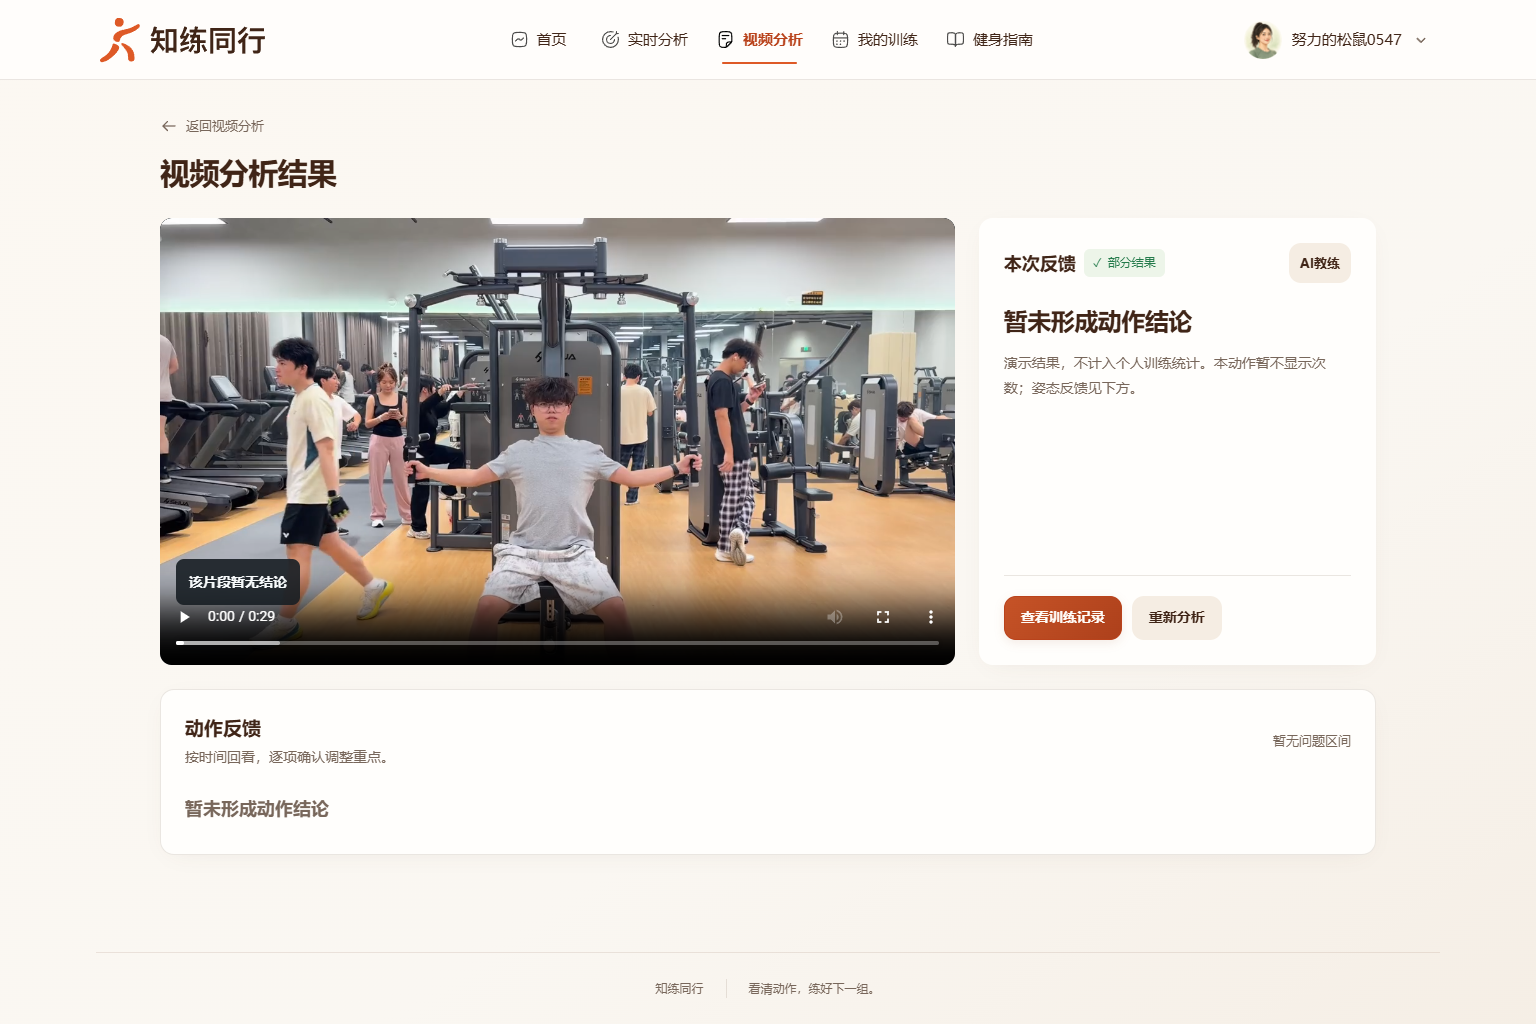 知练同行
首页
实时分析
视频分析
我的训练
健身指南
努力的松鼠0547
返回视频分析
视频分析结果
该片段暂无结论
0:00 / 0:29
本次反馈
✓ 部分结果
AI教练
暂未形成动作结论
演示结果，不计入个人训练统计。本动作暂不显示次
数；姿态反馈见下方。
查看训练记录
重新分析
动作反馈
按时间回看，逐项确认调整重点。
暂无问题区间
暂未形成动作结论
知练同行
看清动作，练好下一组。